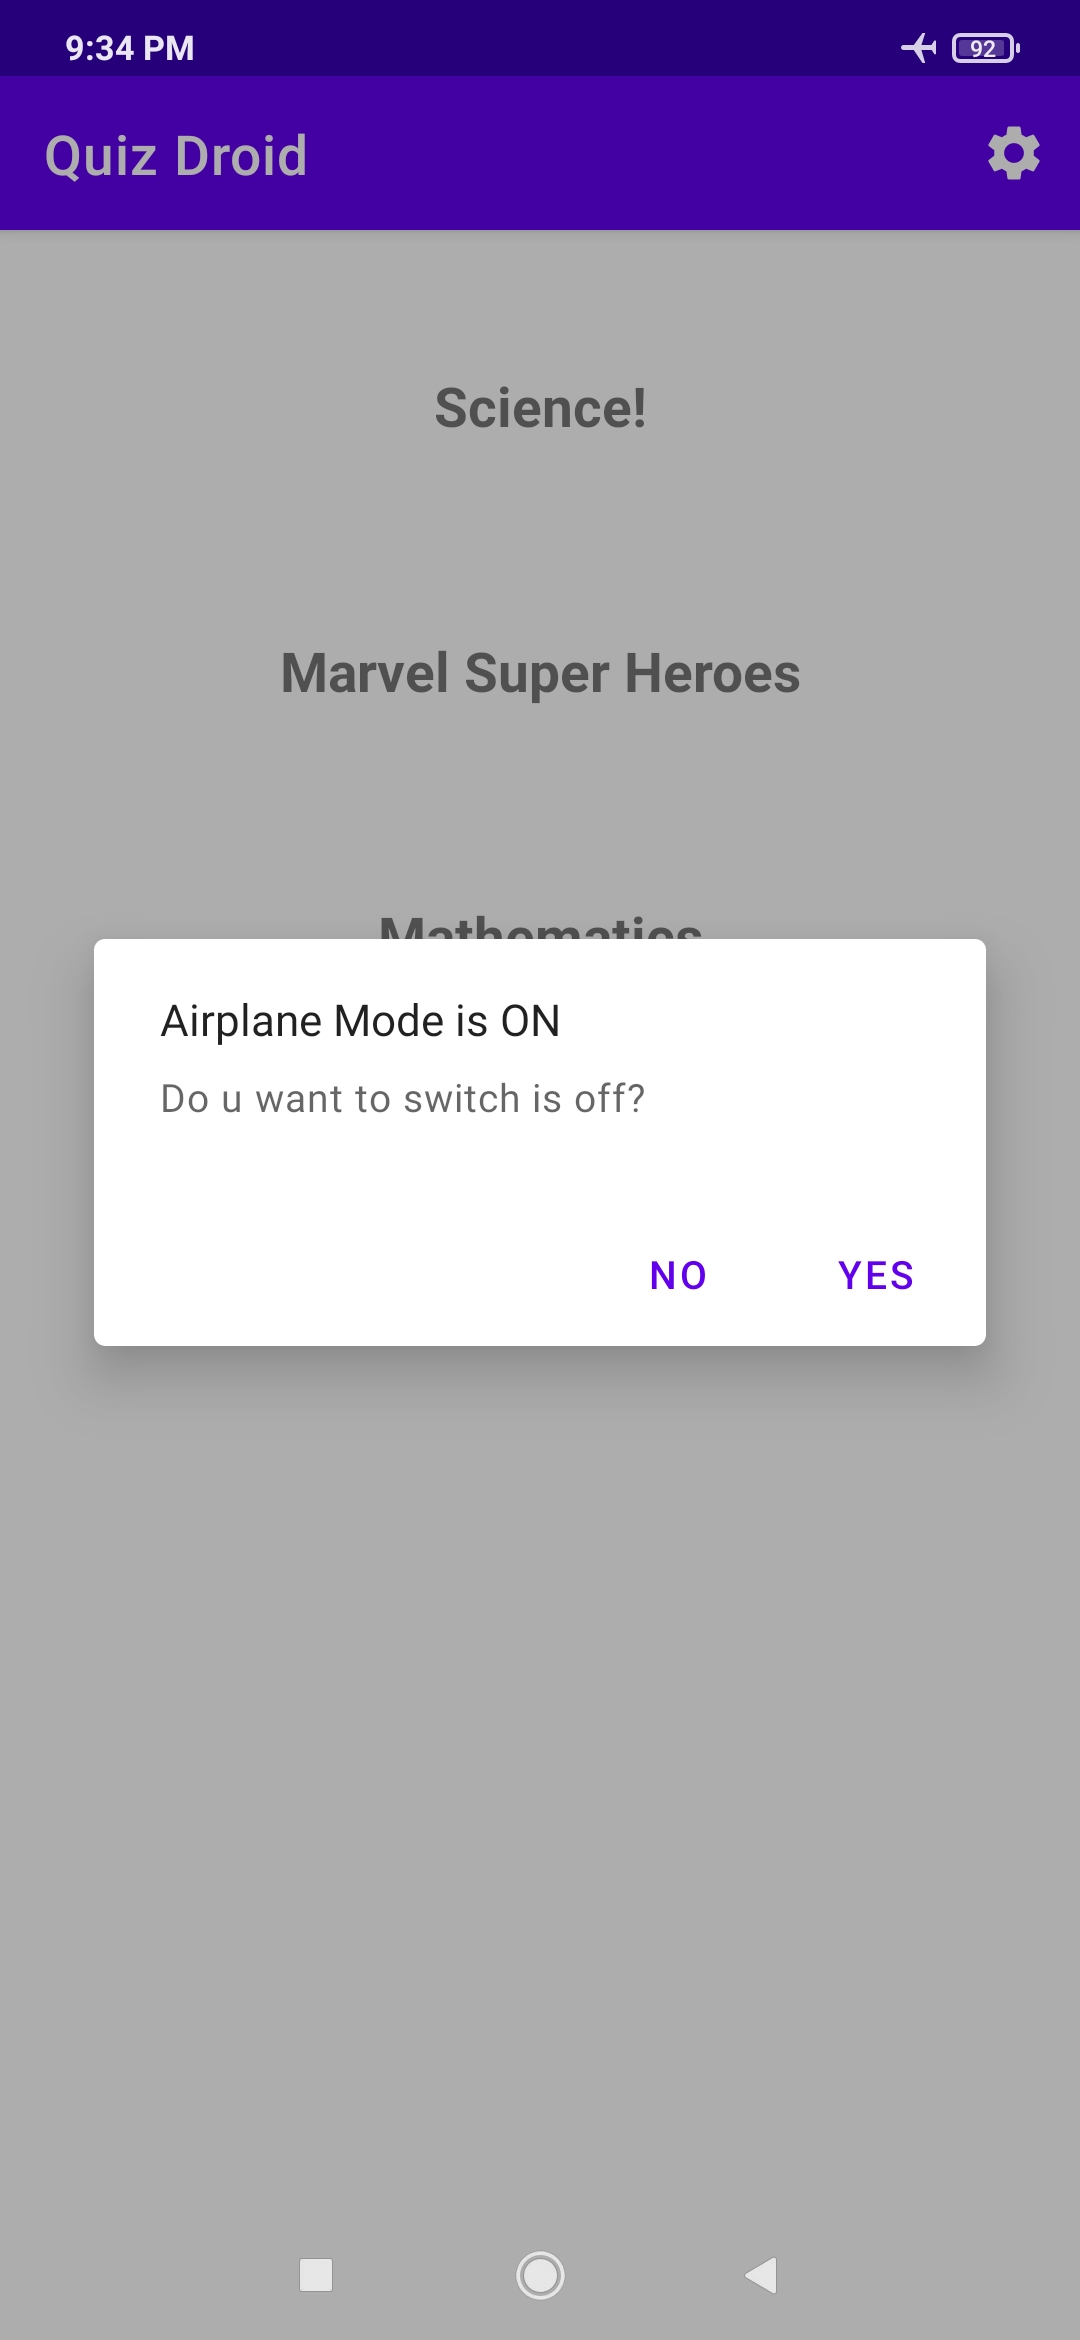 9:34 PM
92
Quiz Droid
Science!
Marvel Super Heroes
Mathematics
Airplane Mode is ON
Do u want to switch is off?
NO YES